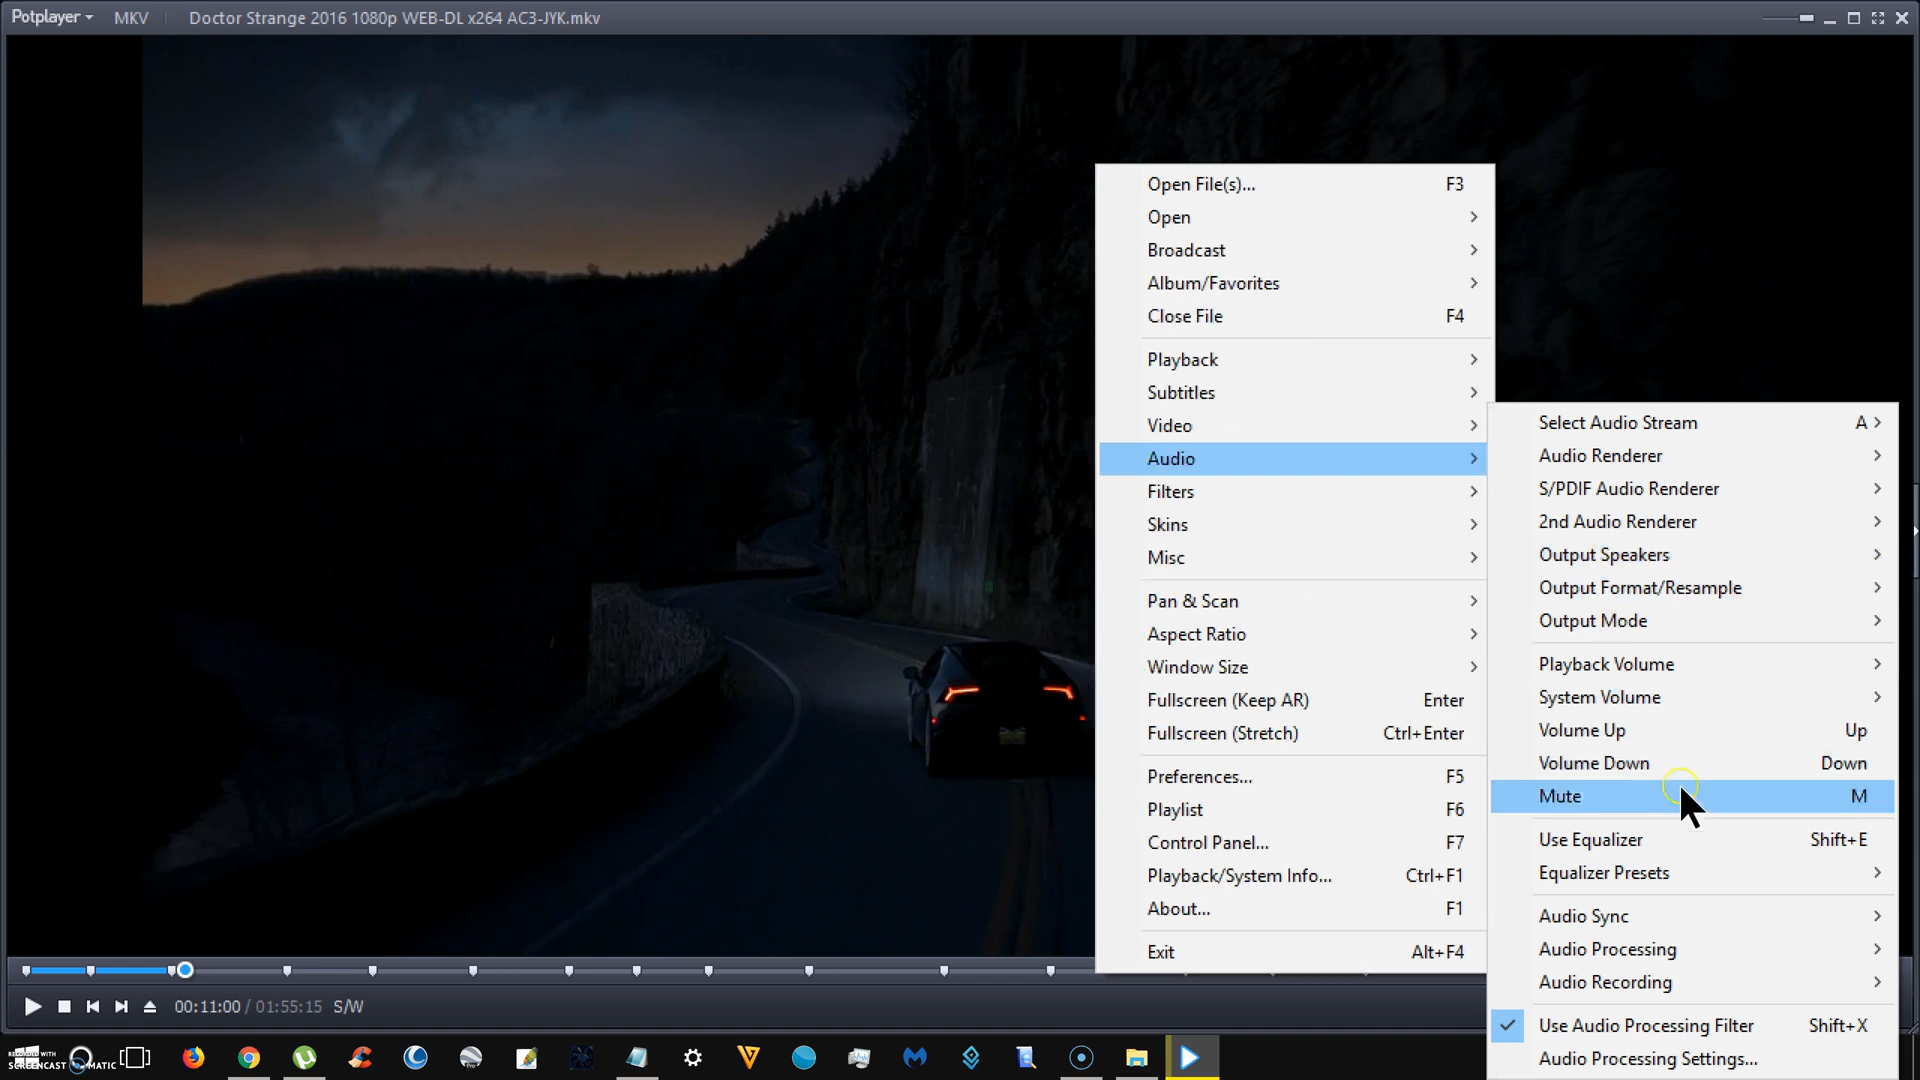 Potplayer MKV Doctor Strange 2016 1080p WEB-DL x264 AC3-JYK.mkv
Open File(s)... F3
Open
Broadcast
Album/Favorites
Close File F4
Playback
Subtitles
Video
Audio
Filters
Skins
Misc
Pan & Scan
Aspect Ratio
Window Size
Fullscreen (Keep AR) Enter
Fullscreen (Stretch) Ctrl+Enter
Preferences... F5
Playlist F6
Control Panel... F7
Playback/System Info... Ctrl+F1
About... F1
Exit Alt+F4
Select Audio Stream A
Audio Renderer
S/PDIF Audio Renderer
2nd Audio Renderer
Output Speakers
Output Format/Resample
Output Mode
Playback Volume
System Volume
Volume Up Up
Volume Down Down
Mute M
Use Equalizer Shift+E
Equalizer Presets
Audio Sync
Audio Processing
Audio Recording
Use Audio Processing Filter Shift+X
Audio Processing Settings...
00:11:00 / 01:55:15 S/W
RECORDED WITH
SCREENCAST MATIC